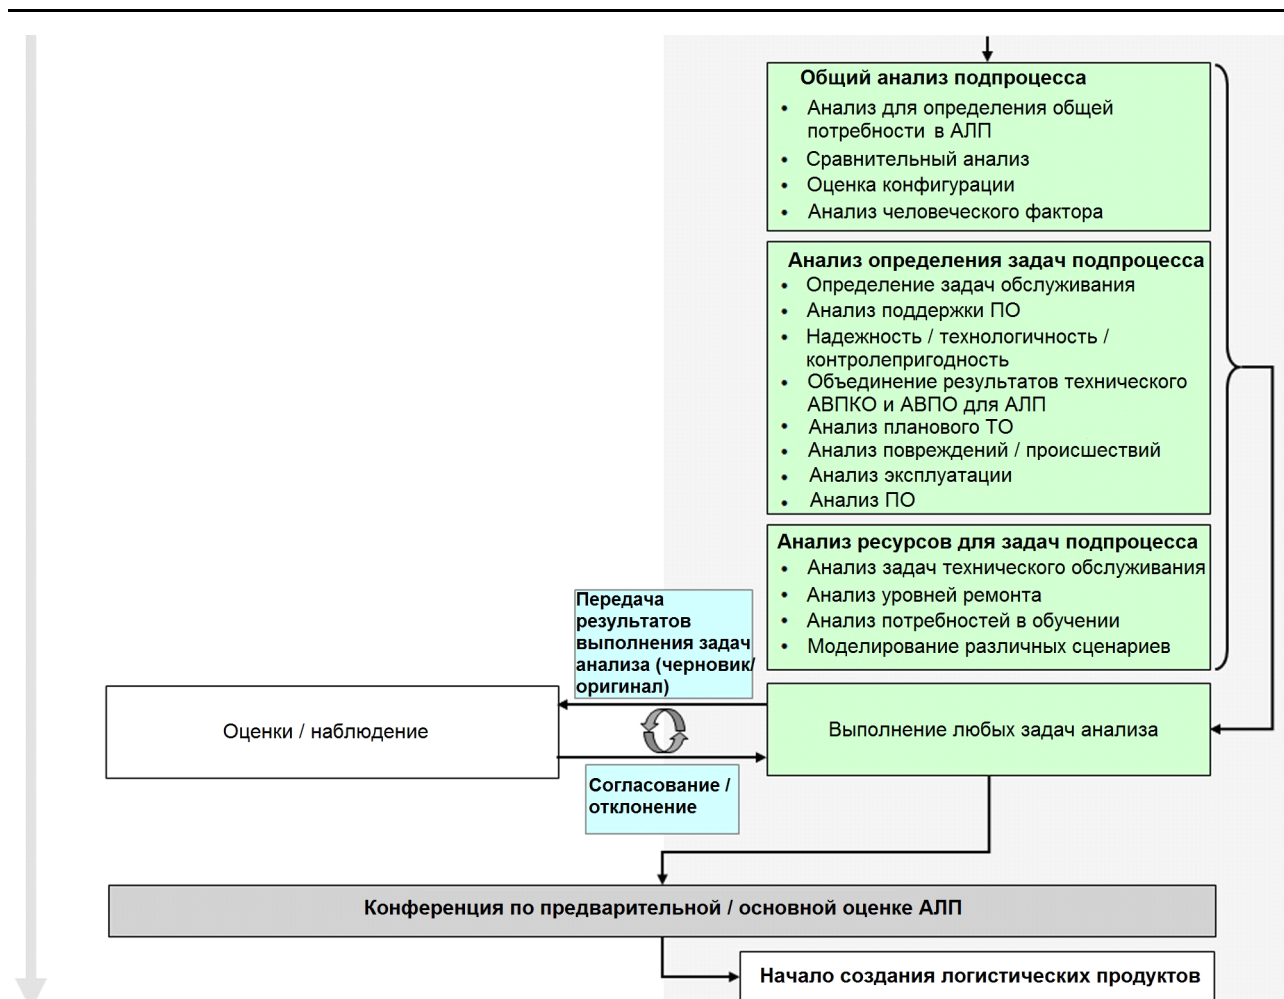 Общий анализ подпроцесса
• Анализ для определения общей
потребности в АЛП
• Сравнительный анализ
• Оценка конфигурации
• Анализ человеческого фактора
Анализ определения задач подпроцесса
• Определение задач обслуживания
• Анализ поддержки ПО
• Надежность / технологичность /
контролепригодность
• Объединение результатов технического
АВПКО и АВПО для АЛП
• Анализ планового ТО
• Анализ повреждений / происшествий
• Анализ эксплуатации
• Анализ ПО
Анализ ресурсов для задач подпроцесса
• Анализ задач технического обслуживания
• Анализ уровней ремонта
• Анализ потребностей в обучении
• Моделирование различных сценариев
Передача
результатов
выполнения задач
анализа (черновик/
оригинал)
Оценки / наблюдение
Выполнение любых задач анализа
Согласование /
отклонение
Конференция по предварительной / основной оценке АЛП
Начало создания логистических продуктов